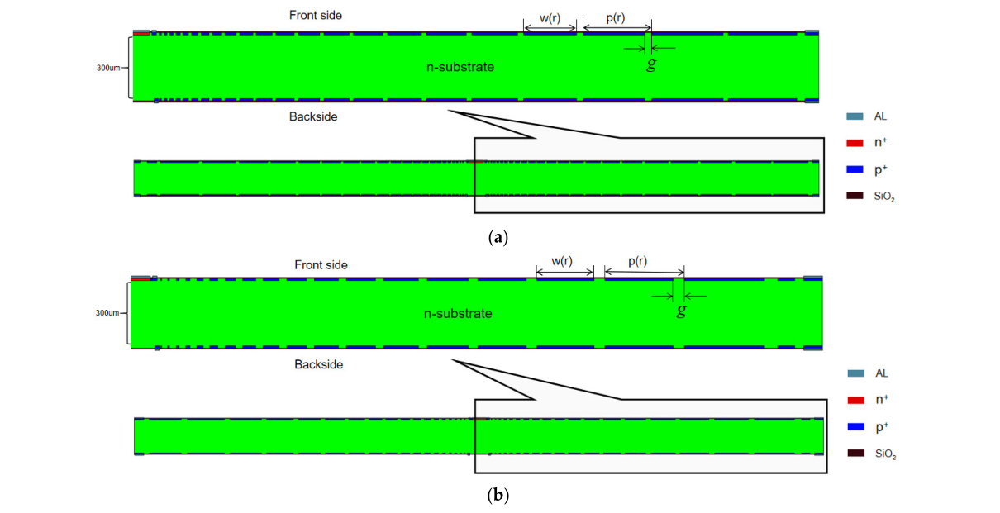 Front side
w(r)
p(r)
g
300um
n-substrate
Backside
AL
n+
p+
SiO2
(a)
Front side
w(r)
p(r)
g
300um
n-substrate
Backside
AL
n+
p+
SiO2
(b)